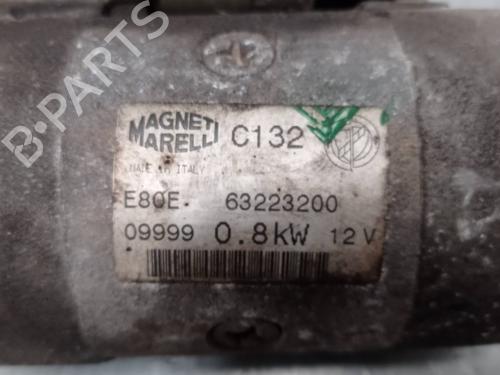 MAGNETI
MARELLI
C132
MADE IN ITALY
E80E. 63223200
09999 0.8kW 12V
B-PARTS